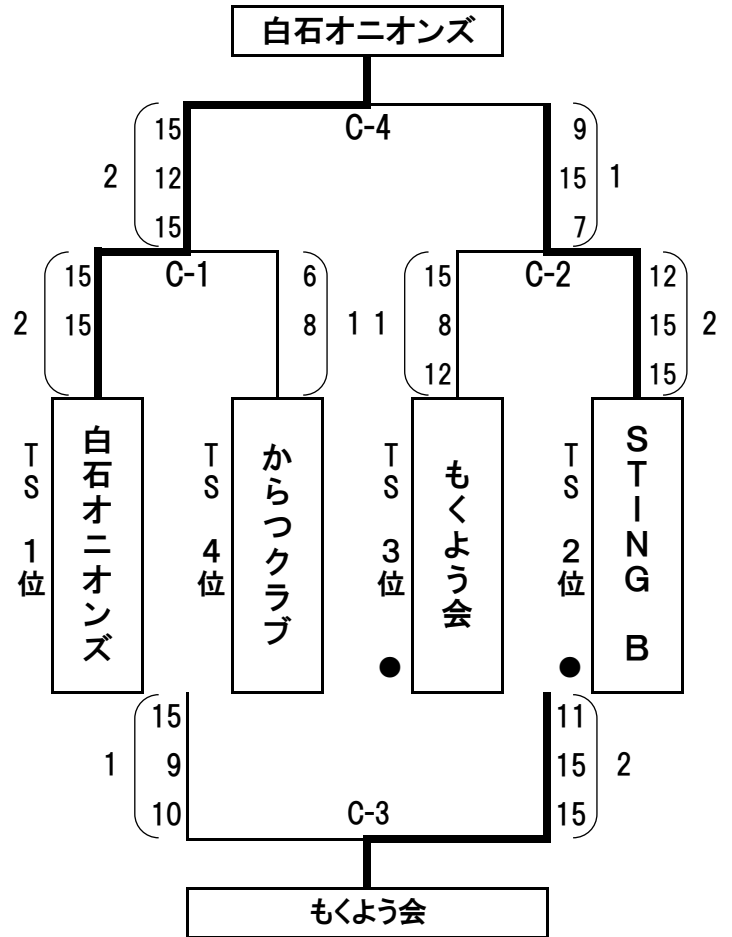 白石オニオンズ
C-4
15 9
2 12 15 1
15 7
C-1 C-2
15 6 15 12
2 15 8 1 1 8 15 2
12 15
TS 1位
白石オニオンズ
TS 4位
からつクラブ
TS 3位
もくよう会
●
TS 2位
STING B
●
15 11
1 9 15 2
10 C-3 15
もくよう会